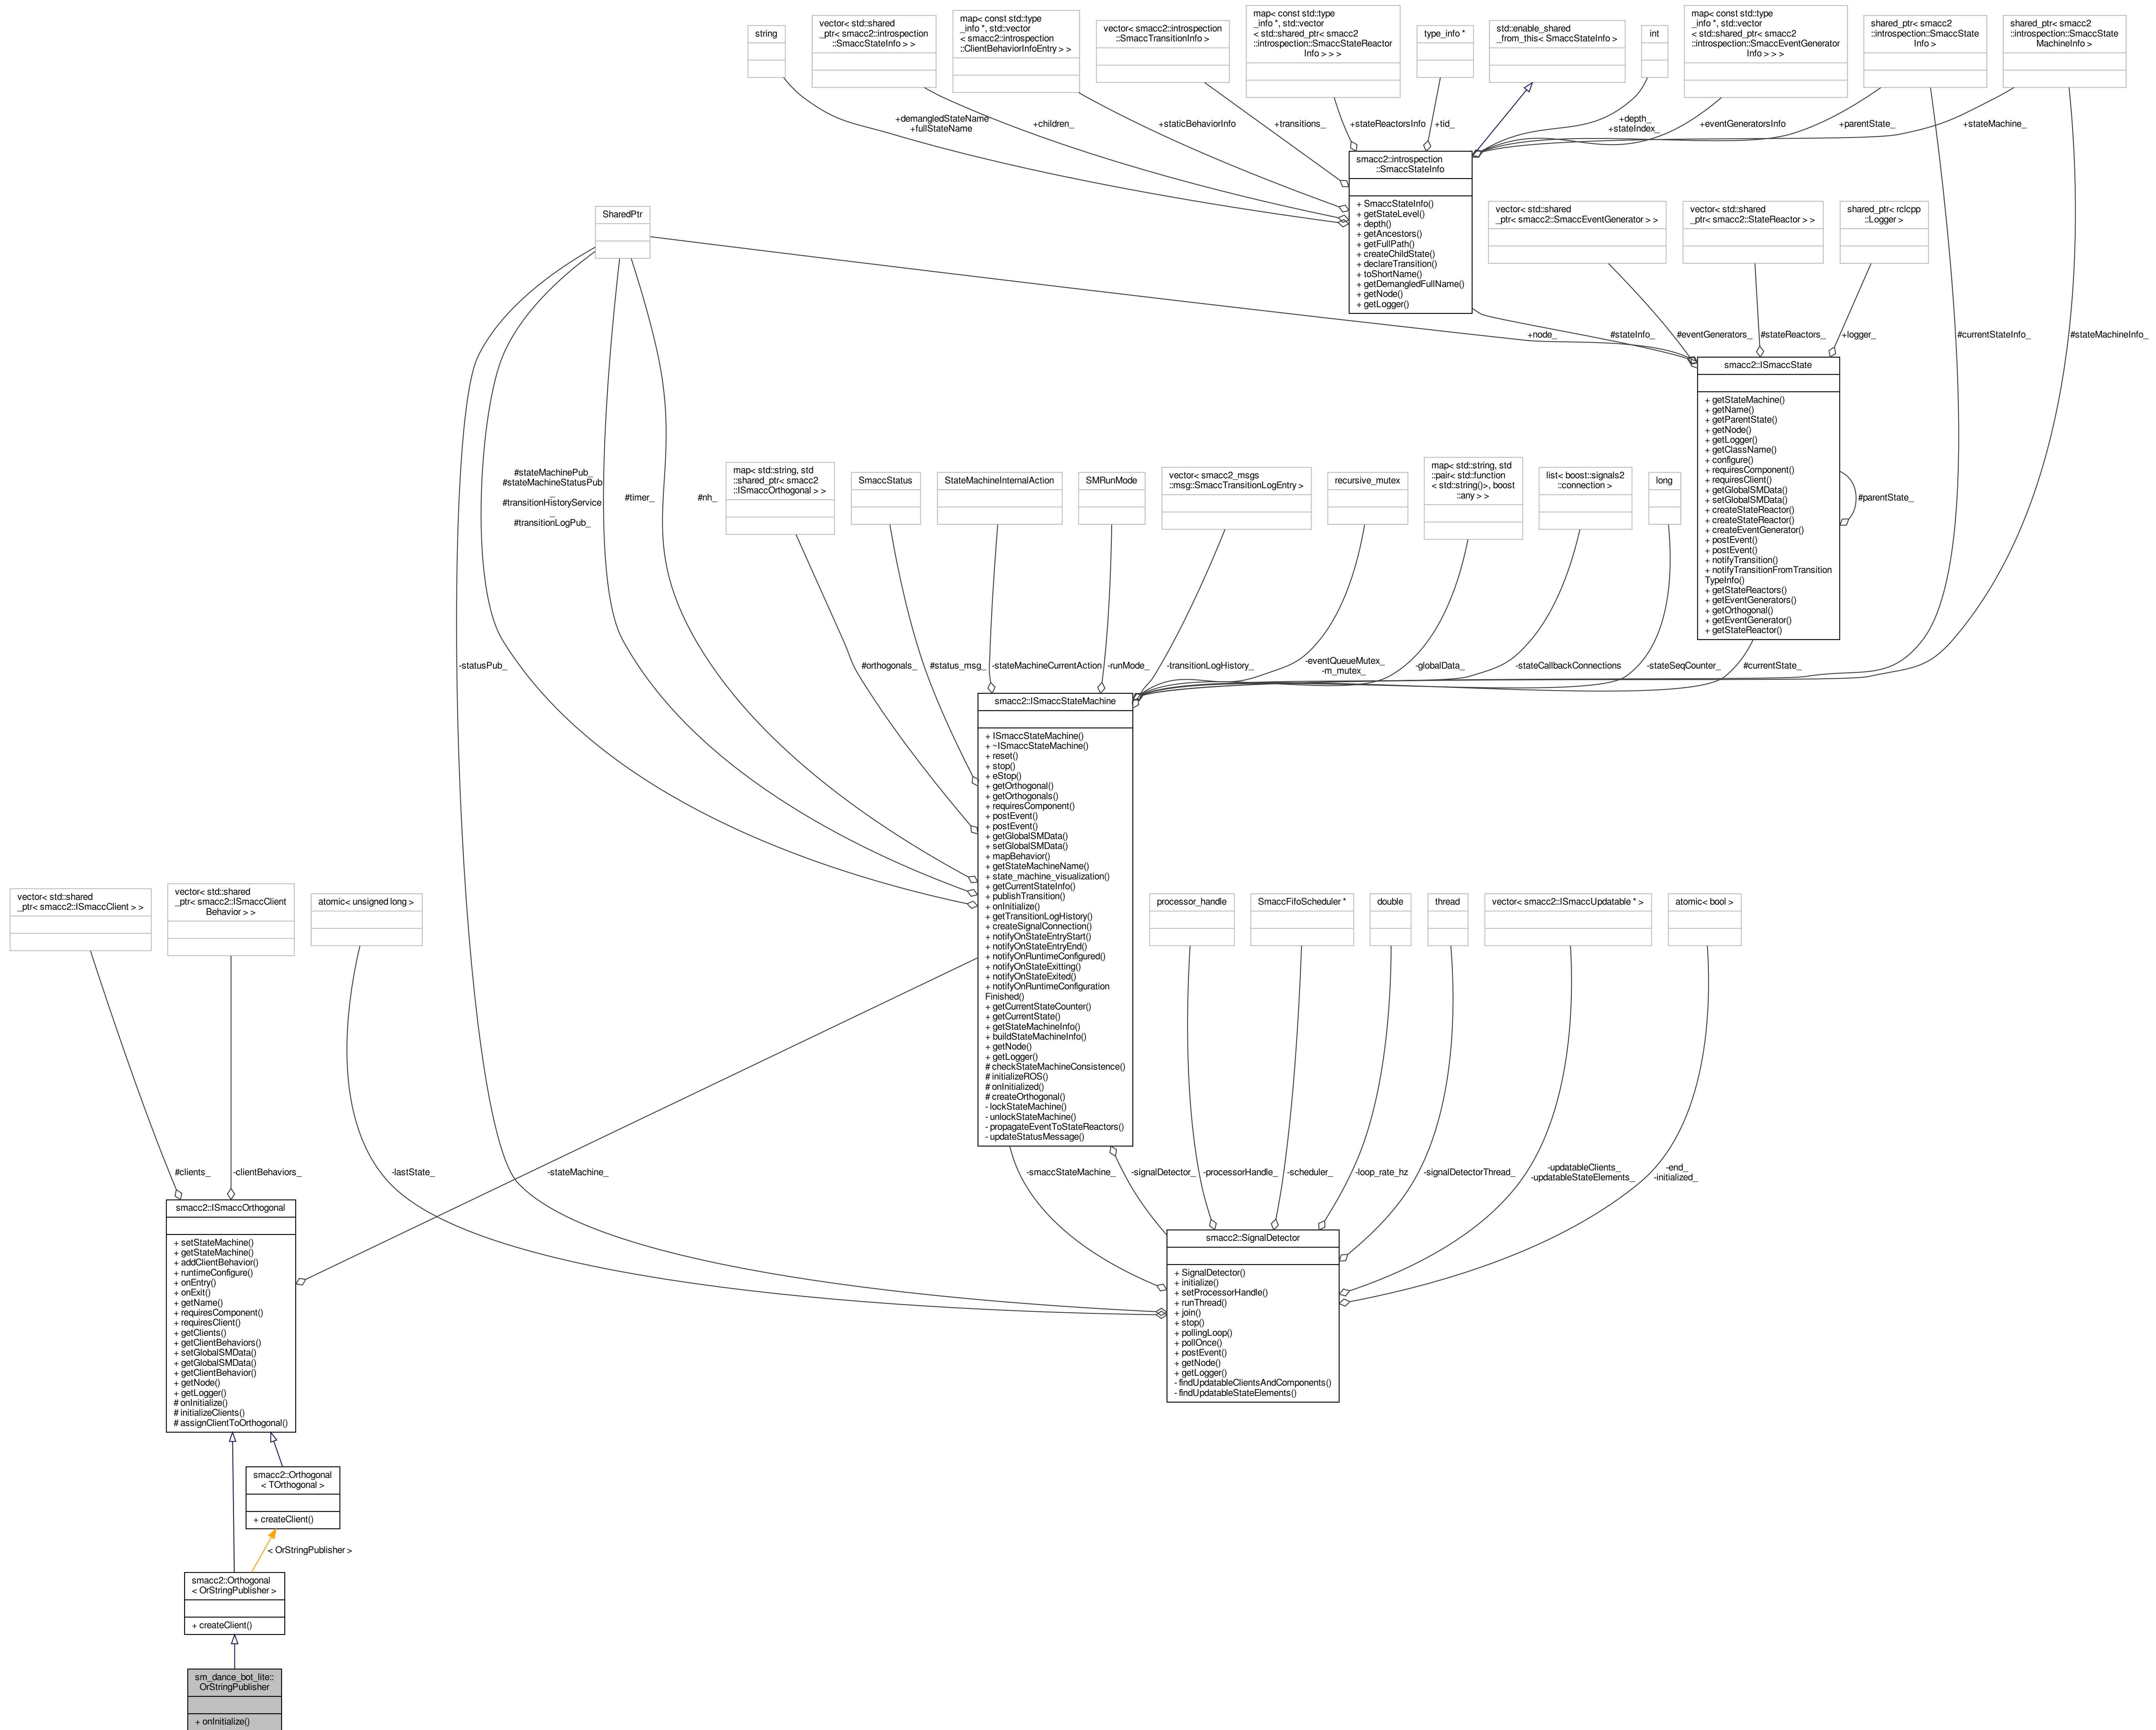 string
vector< std::shared
_ptr< smacc2::introspection
::SmaccStateInfo > >
map< const std::type
_info *, std::vector
< smacc2::introspection
::ClientBehaviorInfoEntry > >
vector< smacc2::introspection
::SmaccTransitionInfo >
map< const std::type
_info *, std::vector
< std::shared_ptr< smacc2
::introspection::SmaccStateReactor
Info > > >
type_info *
std::enable_shared
_from_this< SmaccStateInfo >
int
map< const std::type
_info *, std::vector
< std::shared_ptr< smacc2
::introspection::SmaccEventGenerator
Info > > >
shared_ptr< smacc2
::introspection::SmaccState
Info >
shared_ptr< smacc2
::introspection::SmaccState
MachineInfo >
+demangledStateName
+fullStateName
+children_
+staticBehaviorInfo
+transitions_
+stateReactorsInfo
+tid_
+depth_
+stateIndex_
+eventGeneratorsInfo
+parentState_
+stateMachine_
smacc2::introspection
::SmaccStateInfo
+ SmaccStateInfo()
+ getStateLevel()
+ depth()
+ getAncestors()
+ getFullPath()
+ createChildState()
+ declareTransition()
+ toShortName()
+ getDemangledFullName()
+ getNode()
+ getLogger()
SharedPtr
vector< std::shared
_ptr< smacc2::SmaccEventGenerator > >
vector< std::shared
_ptr< smacc2::StateReactor > >
shared_ptr< rclcpp
::Logger >
+node_
#stateInfo_
#eventGenerators_
#stateReactors_
+logger_
#currentStateInfo_
#stateMachineInfo_
smacc2::ISmaccState
+ getStateMachine()
+ getName()
+ getParentState()
+ getNode()
+ getLogger()
+ getClassName()
+ configure()
+ requiresComponent()
+ requiresClient()
+ getGlobalSMData()
+ setGlobalSMData()
+ createStateReactor()
+ createStateReactor()
+ createEventGenerator()
+ postEvent()
+ postEvent()
+ notifyTransition()
+ notifyTransitionFromTransition
TypeInfo()
+ getStateReactors()
+ getEventGenerators()
+ getOrthogonal()
+ getEventGenerator()
+ getStateReactor()
#parentState_
#stateMachinePub_
#stateMachineStatusPub
_
#transitionHistoryService
_
#transitionLogPub_
#timer_
#nh_
map< std::string, std
::shared_ptr< smacc2
::ISmaccOrthogonal > >
SmaccStatus
StateMachineInternalAction
SMRunMode
vector< smacc2_msgs
::msg::SmaccTransitionLogEntry >
recursive_mutex
map< std::string, std
::pair< std::function
< std::string()>, boost
::any > >
list< boost::signals2
::connection >
long
-statusPub_
#orthogonals_
#status_msg_
-stateMachineCurrentAction
-runMode_
-transitionLogHistory_
-eventQueueMutex_
-m_mutex_
-globalData_
-stateCallbackConnections
-stateSeqCounter_
#currentState_
smacc2::ISmaccStateMachine
+ ISmaccStateMachine()
+ ~ISmaccStateMachine()
+ reset()
+ stop()
+ eStop()
+ getOrthogonal()
+ getOrthogonals()
+ requiresComponent()
+ postEvent()
+ postEvent()
+ getGlobalSMData()
+ setGlobalSMData()
+ mapBehavior()
+ getStateMachineName()
+ state_machine_visualization()
+ getCurrentStateInfo()
+ publishTransition()
+ onInitialize()
+ getTransitionLogHistory()
+ createSignalConnection()
+ notifyOnStateEntryStart()
+ notifyOnStateEntryEnd()
+ notifyOnRuntimeConfigured()
+ notifyOnStateExitting()
+ notifyOnStateExited()
+ notifyOnRuntimeConfiguration
Finished()
+ getCurrentStateCounter()
+ getCurrentState()
+ getStateMachineInfo()
+ buildStateMachineInfo()
+ getNode()
+ getLogger()
# checkStateMachineConsistence()
# initializeROS()
# onInitialized()
# createOrthogonal()
- lockStateMachine()
- unlockStateMachine()
- propagateEventToStateReactors()
- updateStatusMessage()
vector< std::shared
_ptr< smacc2::ISmaccClient > >
vector< std::shared
_ptr< smacc2::ISmaccClient
Behavior > >
atomic< unsigned long >
processor_handle
SmaccFifoScheduler *
double
thread
vector< smacc2::ISmaccUpdatable * >
atomic< bool >
#clients_
-clientBehaviors_
-lastState_
-stateMachine_
-smaccStateMachine_
-signalDetector_
-processorHandle_
-scheduler_
-loop_rate_hz
-signalDetectorThread_
-updatableClients_
-updatableStateElements_
-end_
-initialized_
smacc2::ISmaccOrthogonal
+ setStateMachine()
+ getStateMachine()
+ addClientBehavior()
+ runtimeConfigure()
+ onEntry()
+ onExit()
+ getName()
+ requiresComponent()
+ requiresClient()
+ getClients()
+ getClientBehaviors()
+ setGlobalSMData()
+ getGlobalSMData()
+ getClientBehavior()
+ getNode()
+ getLogger()
# onInitialize()
# initializeClients()
# assignClientToOrthogonal()
smacc2::SignalDetector
+ SignalDetector()
+ initialize()
+ setProcessorHandle()
+ runThread()
+ join()
+ stop()
+ pollingLoop()
+ pollOnce()
+ postEvent()
+ getNode()
+ getLogger()
- findUpdatableClientsAndComponents()
- findUpdatableStateElements()
smacc2::Orthogonal
< TOrthogonal >
+ createClient()
< OrStringPublisher >
smacc2::Orthogonal
< OrStringPublisher >
+ createClient()
sm_dance_bot_lite::
OrStringPublisher
+ onInitialize()